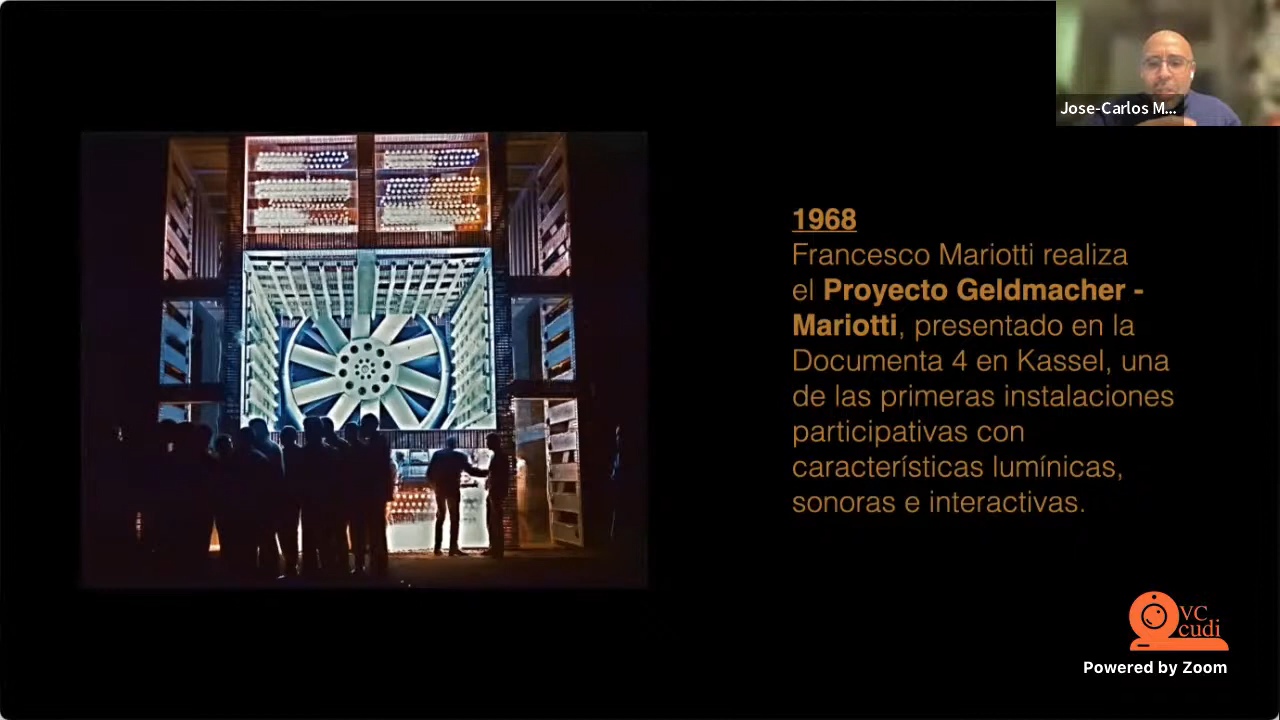 Jose-Carlos M...
1968
Francesco Mariotti realiza
el Proyecto Geldmacher -
Mariotti, presentado en la
Documenta 4 en Kassel, una
de las primeras instalaciones
participativas con
características lumínicas,
sonoras e interactivas.
VC
cudi
Powered by Zoom